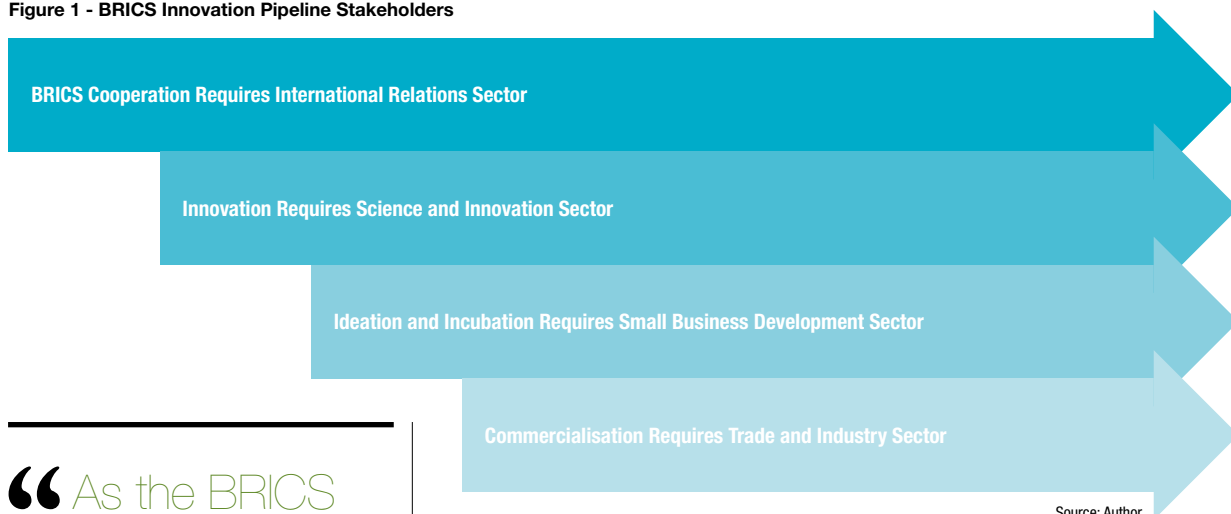 Figure 1 - BRICS Innovation Pipeline Stakeholders
BRICS Cooperation Requires International Relations Sector
Innovation Requires Science and Innovation Sector
Ideation and Incubation Requires Small Business Development Sector
Commercialisation Requires Trade and Industry Sector
Source: Author
“As the BRICS